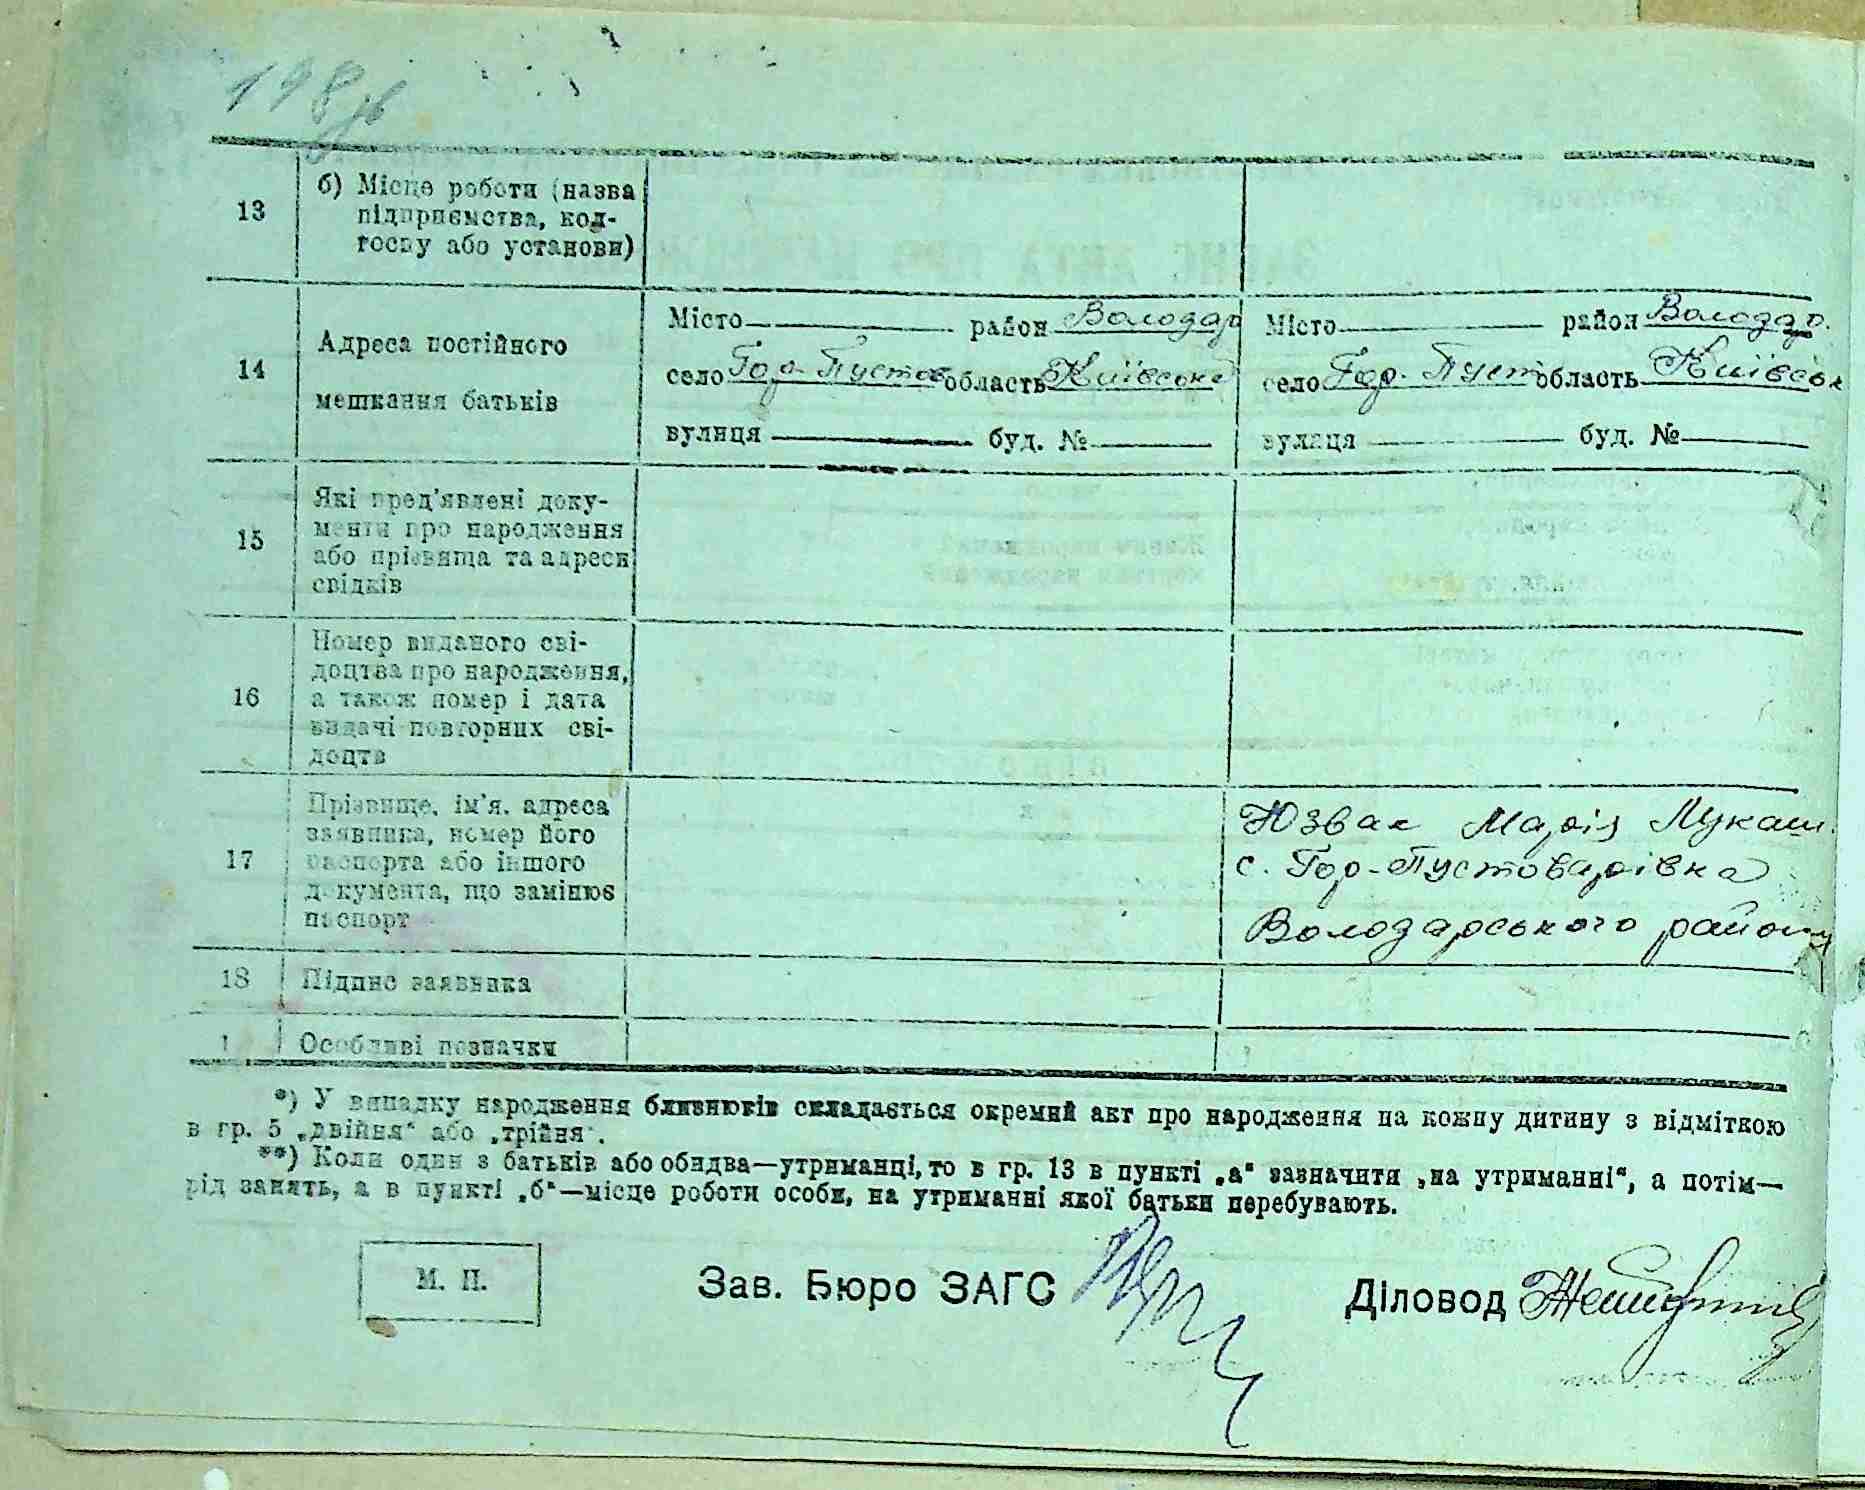 198зв
13 б) Місце роботи (назва
підприємства, кол-
госпу або установи)
14 Адреса постійного
мешкання батьків
Місто район Володар
село Гор-Пустов область Київська
вулиця буд. №
Місто район Володар.
село Гор. Пуст область Київськ
вулиця буд. №
15 Які пред'явлені доку-
менти про народження
або прізвища та адреси
свідків
16 Номер виданого сві-
доцтва про народження,
а також номер і дата
видачі повторних сві-
доцтв
17 Прізвище, ім'я, адреса
заявника, номер його
паспорта або іншого
документа, що замінює
паспорт
Юзвак Марія Лукаш.
с. Гор-Пустоварівка
Володарського району
18 Підпис заявника
1 Особливі позначки
*) У випадку народження близнюків складається окремий акт про народження на кожну дитину з відміткою
в гр. 5 „двійня“ або „трійня“.
**) Коли один з батьків або обидва—утриманці, то в гр. 13 в пункті „а“ зазначити „на утриманні“, а потім—
рід занять, а в пункті „б“—місце роботи особи, на утриманні якої батьки перебувають.
М. П.
Зав. Бюро ЗАГС
Діловод